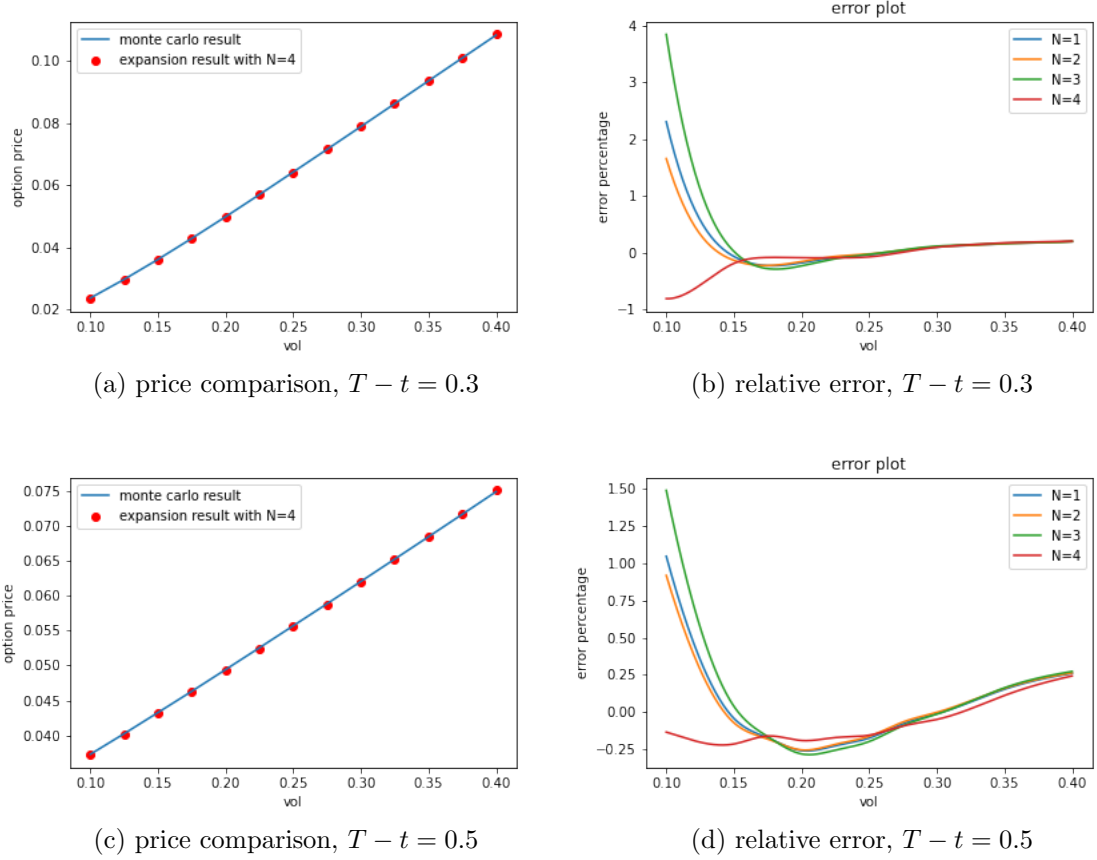 monte carlo result
expansion result with N=4
0.10
0.08
0.06
0.04
0.02
option price
0.10 0.15 0.20 0.25 0.30 0.35 0.40
vol
(a) price comparison, T − t = 0.3
error plot
N=1
N=2
N=3
N=4
4
3
2
1
0
−1
error percentage
0.10 0.15 0.20 0.25 0.30 0.35 0.40
vol
(b) relative error, T − t = 0.3
monte carlo result
expansion result with N=4
0.075
0.070
0.065
0.060
0.055
0.050
0.045
0.040
option price
0.10 0.15 0.20 0.25 0.30 0.35 0.40
vol
(c) price comparison, T − t = 0.5
error plot
N=1
N=2
N=3
N=4
1.50
1.25
1.00
0.75
0.50
0.25
0.00
−0.25
error percentage
0.10 0.15 0.20 0.25 0.30 0.35 0.40
vol
(d) relative error, T − t = 0.5